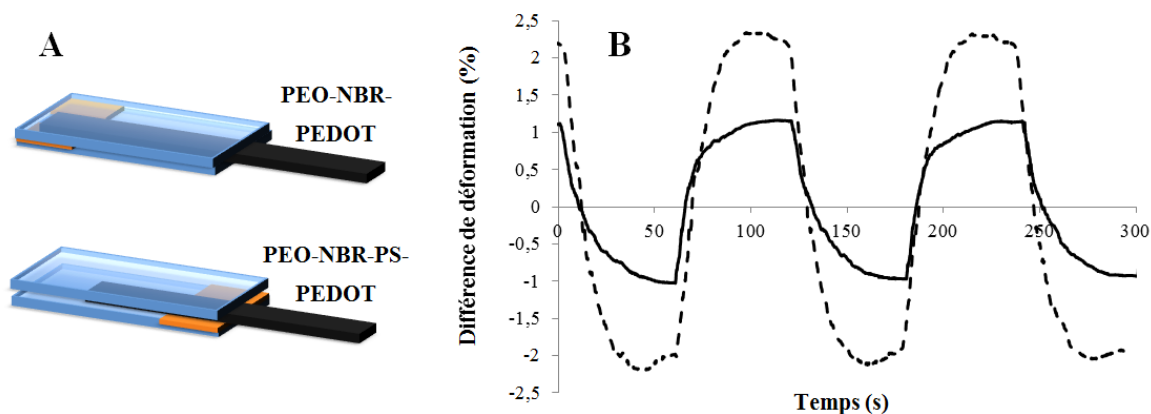 A
PEO-NBR-
PEDOT
PEO-NBR-PS-
PEDOT
B
Différence de déformation (%)
2,5
2
1,5
1
0,5
0
-0,5
-1
-1,5
-2
-2,5
0
50
100
150
200
250
300
Temps (s)